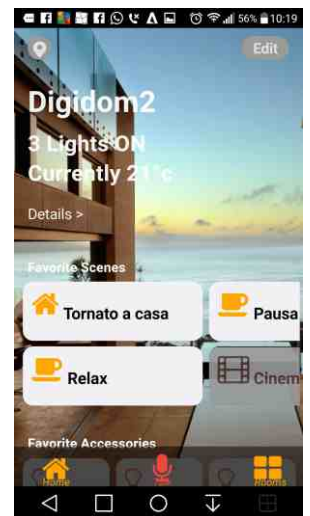 56% 10:19
Edit
Digidom2
3 Lights ON
Currently 21°c
Details >
Favorite Scenes
Tornato a casa
Pausa
Relax
Cinem
Favorite Accessories
Home
Rooms